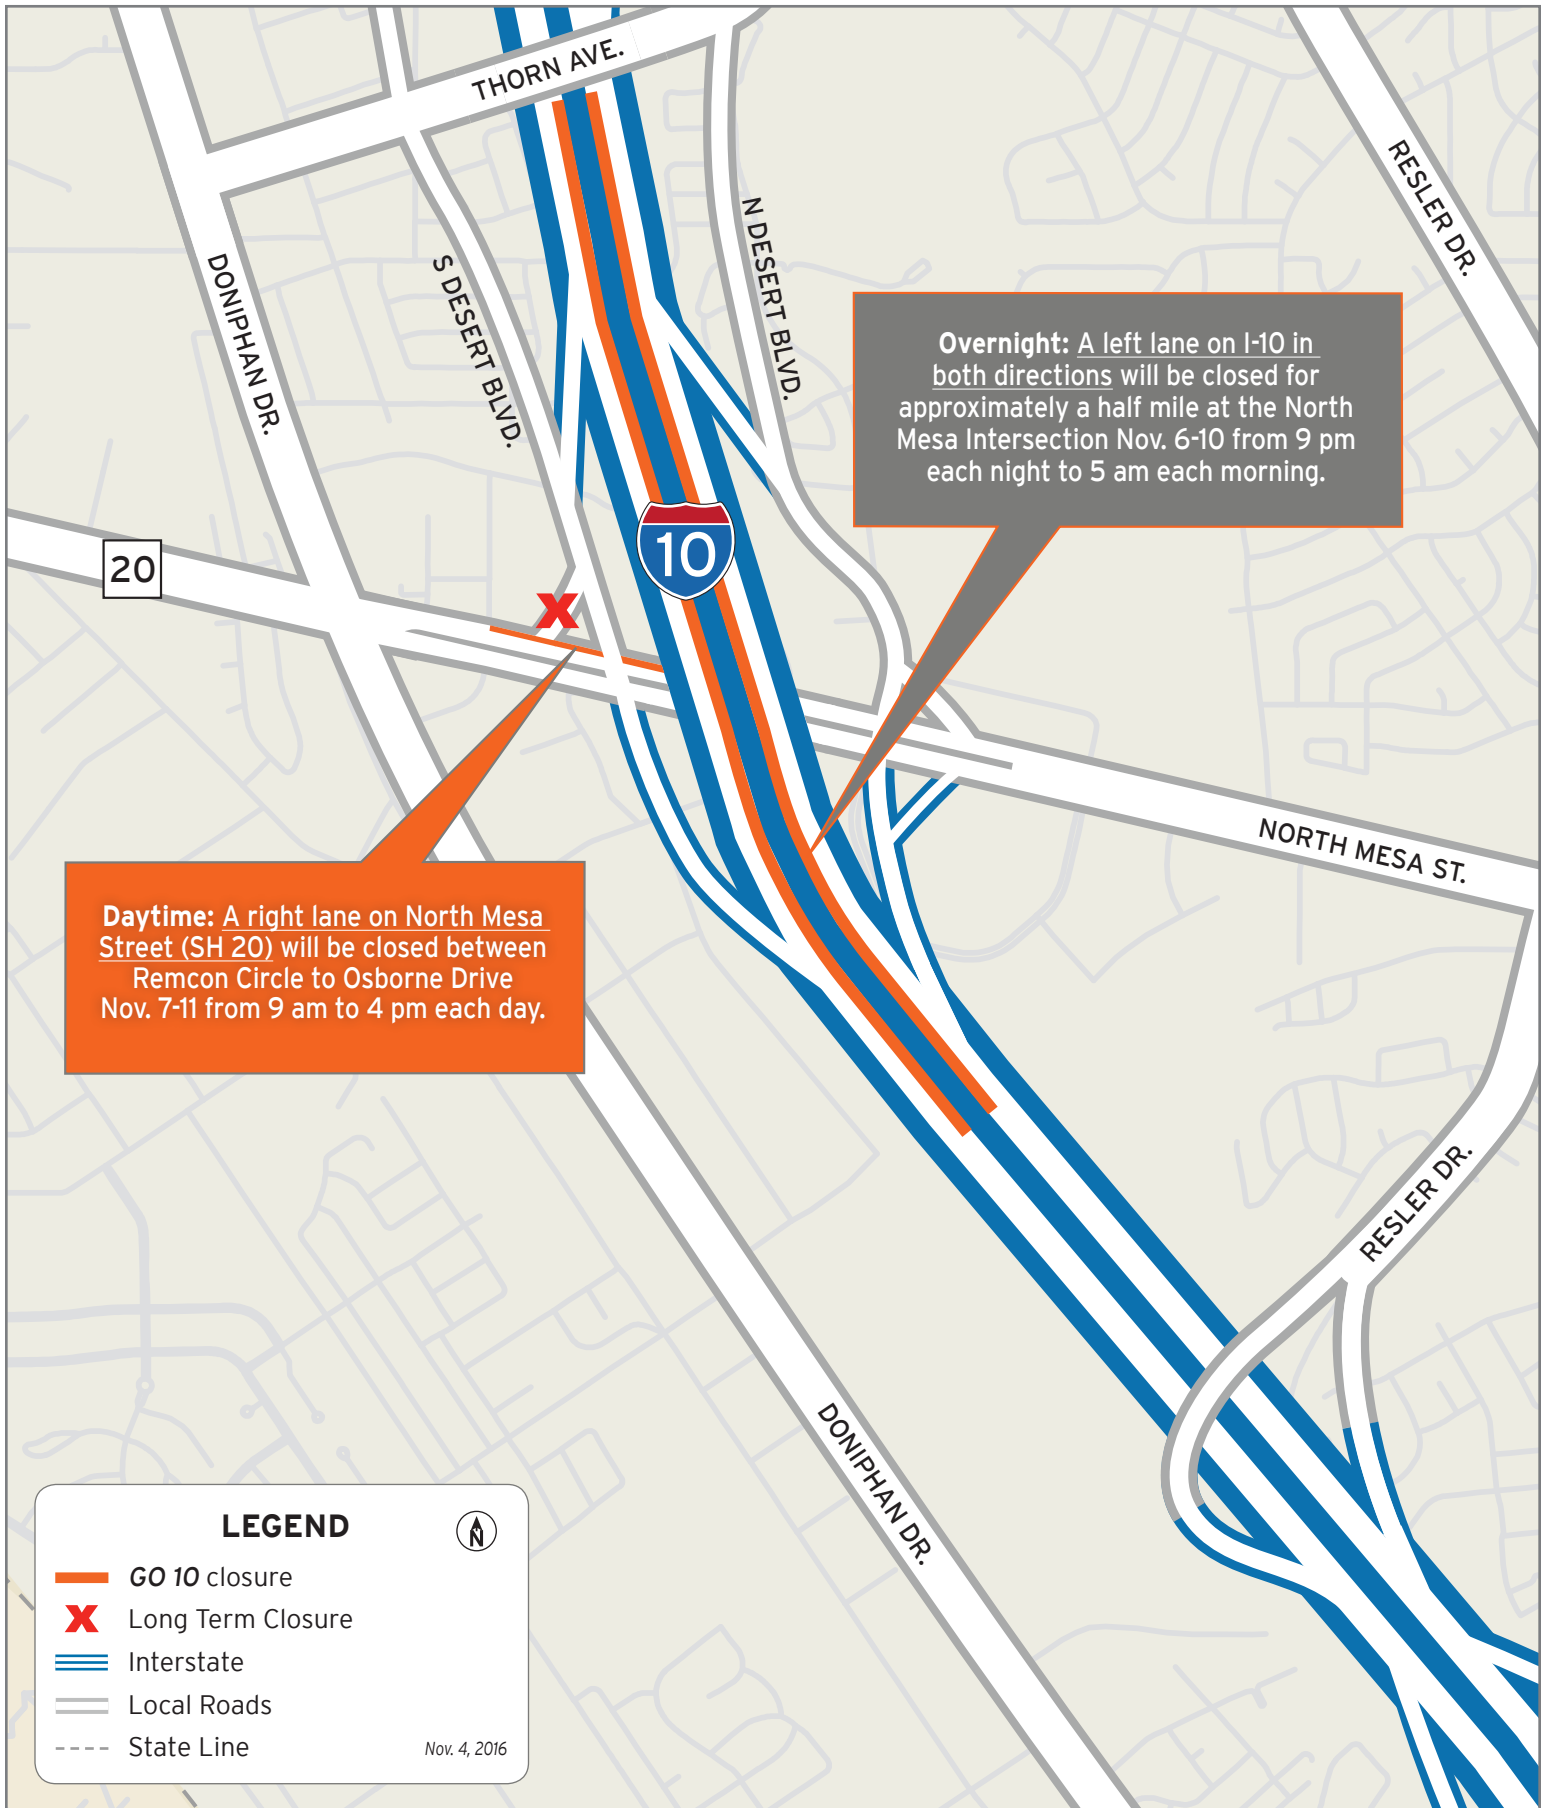 THORN AVE.
RESLER DR.
N DESERT BLVD.
S DESERT BLVD.
DONIPHAN DR.
Overnight: A left lane on I-10 in
both directions will be closed for
approximately a half mile at the North
Mesa Intersection Nov. 6-10 from 9 pm
each night to 5 am each morning.
10
20
NORTH MESA ST.
Daytime: A right lane on North Mesa
Street (SH 20) will be closed between
Remcon Circle to Osborne Drive
Nov. 7-11 from 9 am to 4 pm each day.
RESLER DR.
DONIPHAN DR.
LEGEND
N
GO 10 closure
X Long Term Closure
Interstate
Local Roads
State Line
Nov. 4, 2016